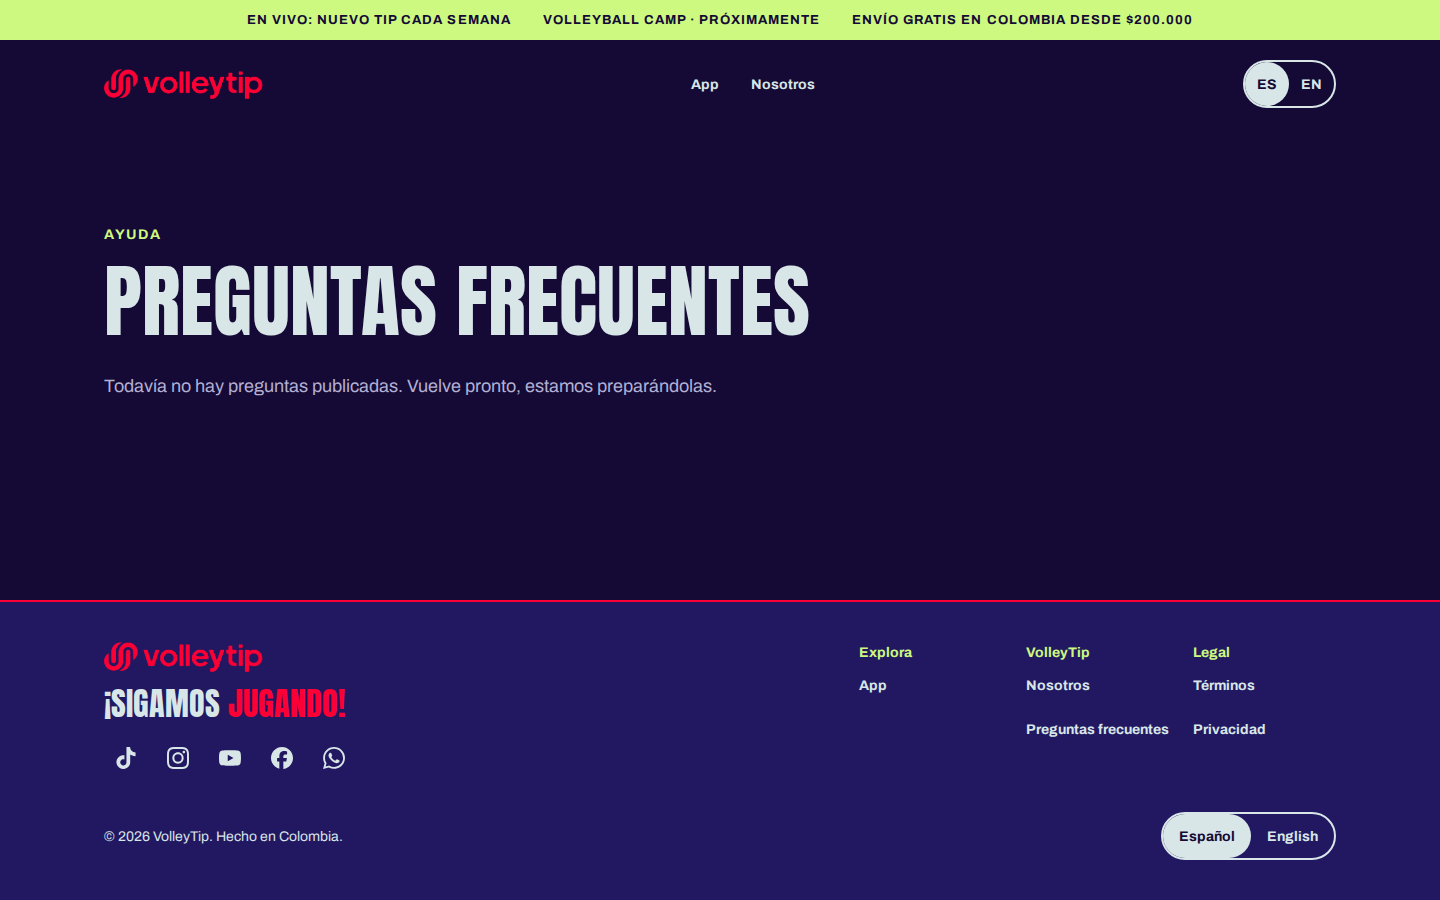 EN VIVO: NUEVO TIP CADA SEMANA VOLLEYBALL CAMP · PRÓXIMAMENTE ENVÍO GRATIS EN COLOMBIA DESDE $200.000
volleytip App Nosotros ES EN
AYUDA
PREGUNTAS FRECUENTES
Todavía no hay preguntas publicadas. Vuelve pronto, estamos preparándolas.
volleytip
¡SIGAMOS JUGANDO!
Explora
App
VolleyTip
Nosotros
Preguntas frecuentes
Legal
Términos
Privacidad
© 2026 VolleyTip. Hecho en Colombia.
Español English